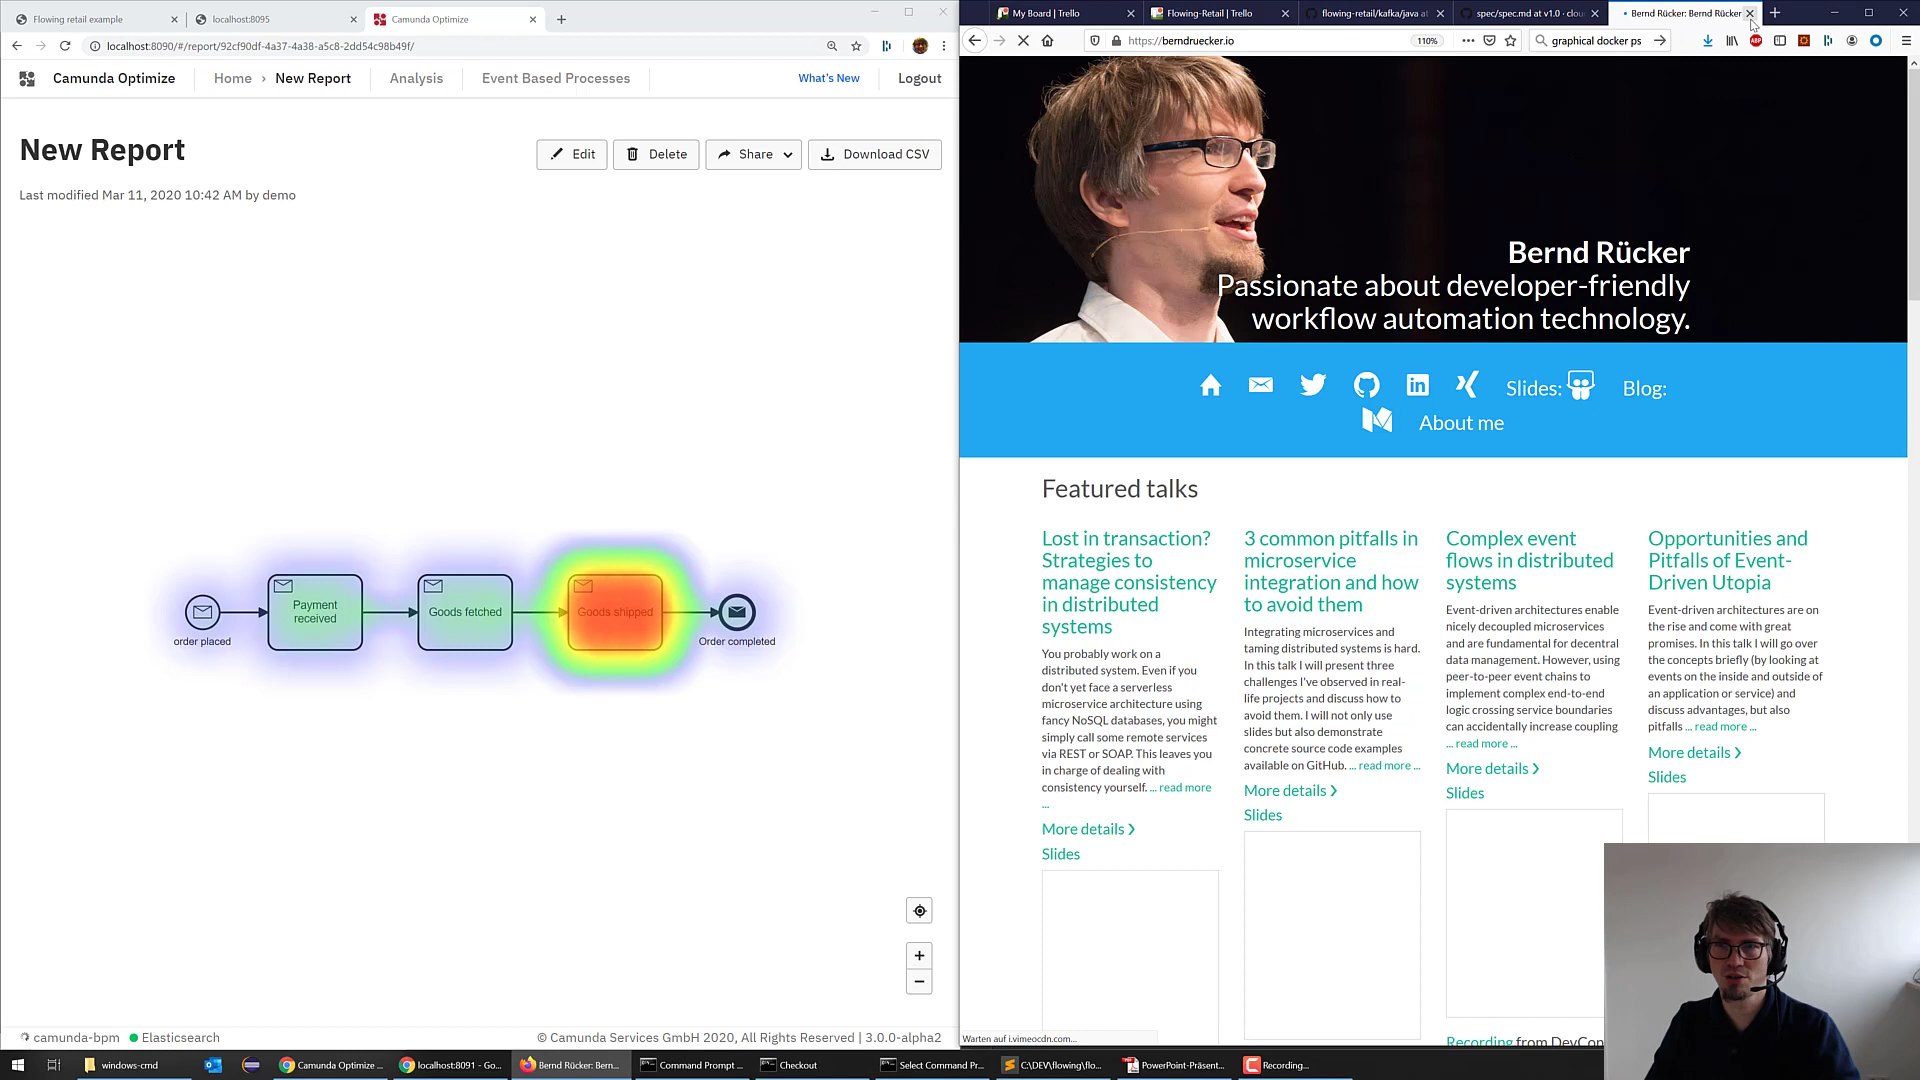 Flowing retail example
localhost:8095
Camunda Optimize
localhost:8090/#/report/92cf90df-4a37-4a38-a5c8-2dd54c98b49f/
Camunda Optimize
Home › New Report
Analysis
Event Based Processes
What's New
Logout
New Report
Edit
Delete
Share
Download CSV
Last modified Mar 11, 2020 10:42 AM by demo
order placed
Payment
received
Goods fetched
Goods shipped
Order completed
camunda-bpm
Elasticsearch
© Camunda Services GmbH 2020, All Rights Reserved | 3.0.0-alpha2
My Board | Trello
Flowing-Retail | Trello
flowing-retail/kafka/java at
spec/spec.md at v1.0 · clou
Bernd Rücker: Bernd Rücker
https://berndruecker.io
110%
graphical docker ps
ABP
Bernd Rücker
Passionate about developer-friendly
workflow automation technology.
Slides:
Blog:
About me
Featured talks
Lost in transaction?
Strategies to
manage consistency
in distributed
systems
You probably work on a
distributed system. Even if you
don't yet face a serverless
microservice architecture using
fancy NoSQL databases, you might
simply call some remote services
via REST or SOAP. This leaves you
in charge of dealing with
consistency yourself. ... read more
...
More details ❯
Slides
3 common pitfalls in
microservice
integration and how
to avoid them
Integrating microservices and
taming distributed systems is hard.
In this talk I will present three
challenges I've observed in real-
life projects and discuss how to
avoid them. I will not only use
slides but also demonstrate
concrete source code examples
available on GitHub. ... read more ...
More details ❯
Slides
Complex event
flows in distributed
systems
Event-driven architectures enable
nicely decoupled microservices
and are fundamental for decentral
data management. However, using
peer-to-peer event chains to
implement complex end-to-end
logic crossing service boundaries
can accidentally increase coupling
... read more ...
More details ❯
Slides
Recording from DevCon
Opportunities and
Pitfalls of Event-
Driven Utopia
Event-driven architectures are on
the rise and come with great
promises. In this talk I will go over
the concepts briefly (by looking at
events on the inside and outside of
an application or service) and
discuss advantages, but also
pitfalls ... read more ...
More details ❯
Slides
Warten auf i.vimeocdn.com...
windows-cmd
Camunda Optimize ...
localhost:8091 - Go...
Bernd Rücker: Bern...
Command Prompt ...
Checkout
Select Command Pr...
C:\DEV\flowing\flo...
PowerPoint-Präsent...
Recording...